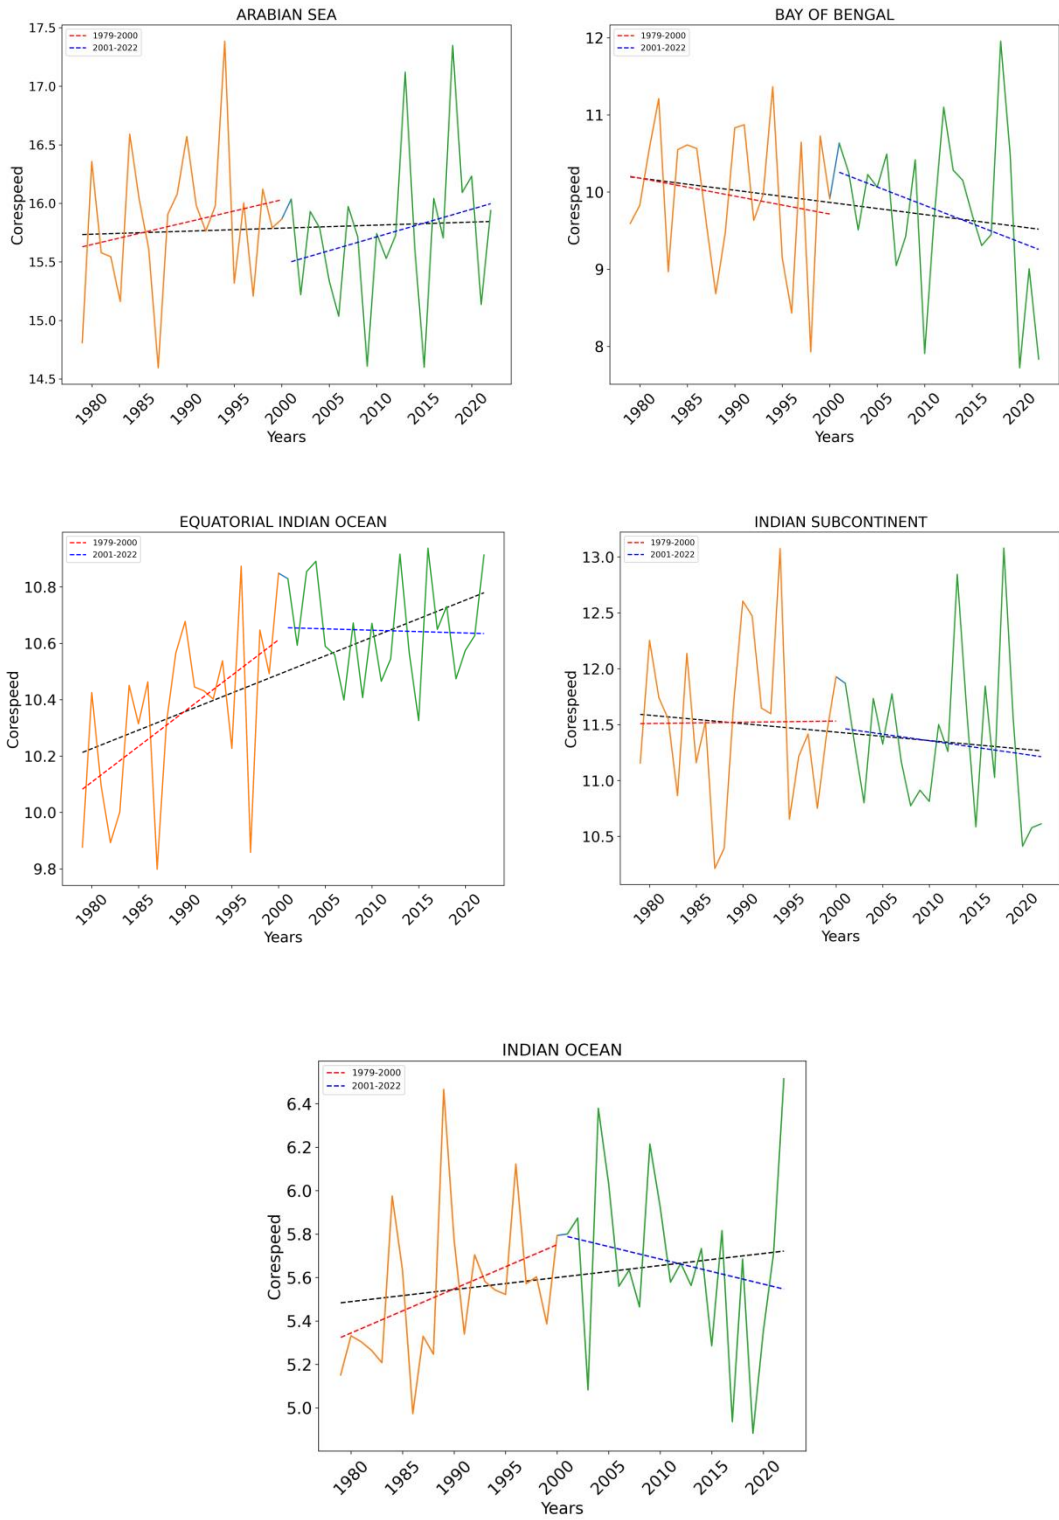 ARABIAN SEA
17.5
17.0
16.5
16.0
15.5
15.0
14.5
Corespeed
1979-2000
2001-2022
1980 1985 1990 1995 2000 2005 2010 2015 2020
Years
BAY OF BENGAL
12
11
10
9
8
Corespeed
1979-2000
2001-2022
1980 1985 1990 1995 2000 2005 2010 2015 2020
Years
EQUATORIAL INDIAN OCEAN
10.8
10.6
10.4
10.2
10.0
9.8
Corespeed
1979-2000
2001-2022
1980 1985 1990 1995 2000 2005 2010 2015 2020
Years
INDIAN SUBCONTINENT
13.0
12.5
12.0
11.5
11.0
10.5
Corespeed
1979-2000
2001-2022
1980 1985 1990 1995 2000 2005 2010 2015 2020
Years
INDIAN OCEAN
6.4
6.2
6.0
5.8
5.6
5.4
5.2
5.0
Corespeed
1979-2000
2001-2022
1980 1985 1990 1995 2000 2005 2010 2015 2020
Years